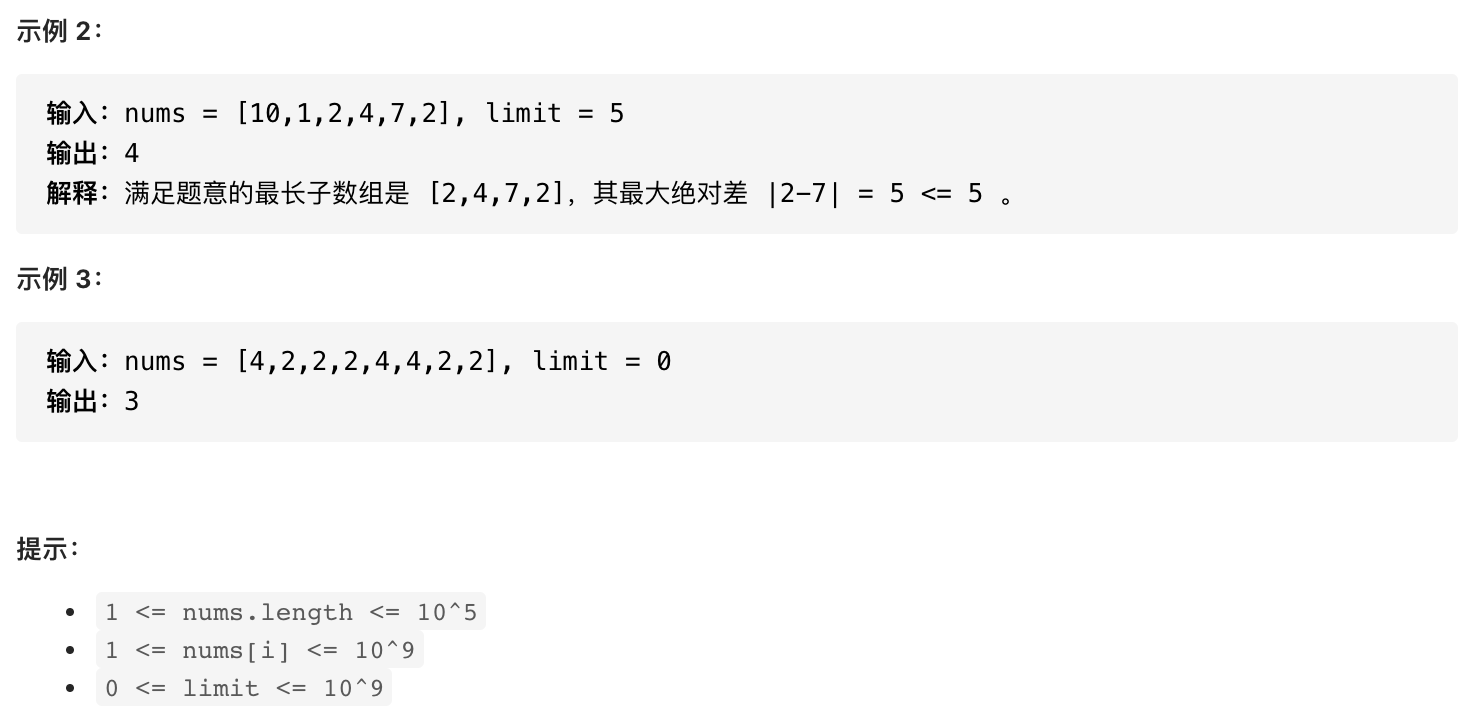 示例 2：
输入：nums = [10,1,2,4,7,2], limit = 5
输出：4
解释：满足题意的最长子数组是 [2,4,7,2]，其最大绝对差 |2-7| = 5 <= 5 。
示例 3：
输入：nums = [4,2,2,2,4,4,2,2], limit = 0
输出：3
提示：
• 1 <= nums.length <= 10^5
• 1 <= nums[i] <= 10^9
• 0 <= limit <= 10^9